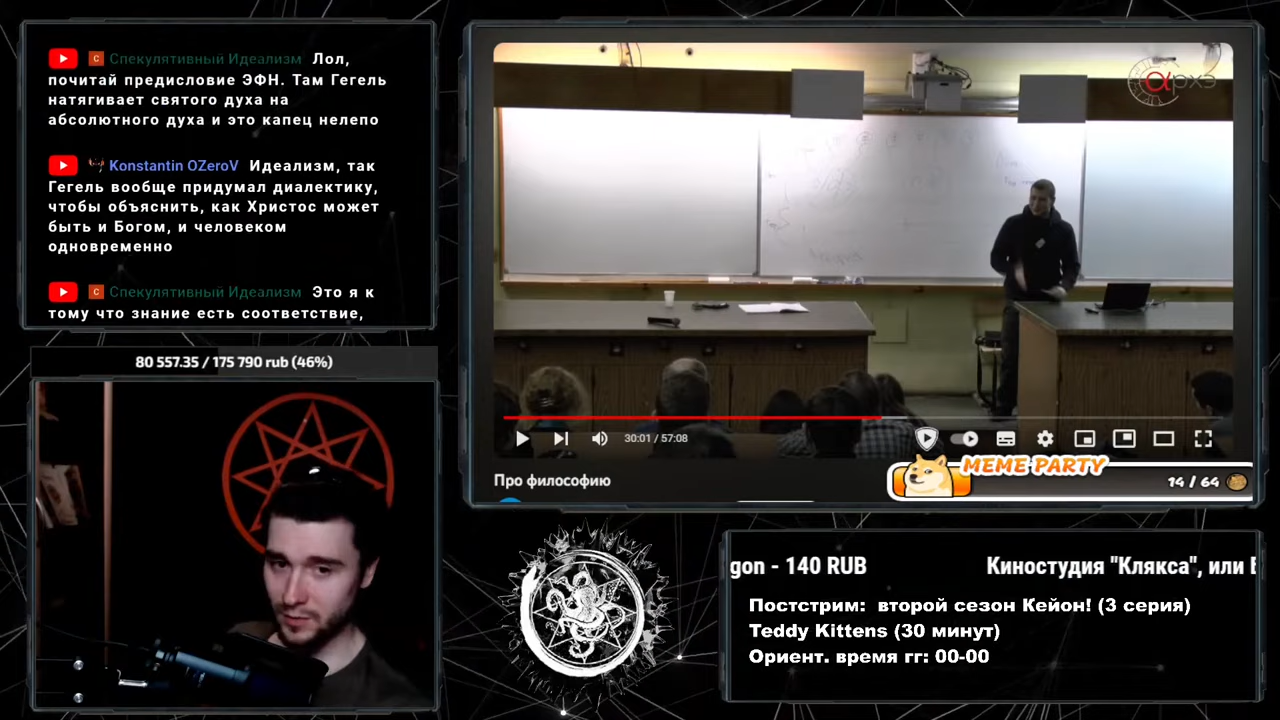 Спекулятивный Идеализм Лол,
почитай предисловие ЭФН. Там Гегель
натягивает святого духа на
абсолютного духа и это капец нелепо
Konstantin OZeroV Идеализм, так
Гегель вообще придумал диалектику,
чтобы объяснить, как Христос может
быть и Богом, и человеком
одновременно
С Спекулятивный Идеализм Это я к
тому что знание есть соответствие,
80 557.35 / 175 790 rub (46%)
αрхэ
30:01 / 57:08
Про философию
MEME PARTY
14 / 64
gon - 140 RUB
Киностудия "Клякса", или
Постстрим: второй сезон Кейон! (3 серия)
Teddy Kittens (30 минут)
Ориент. время гг: 00-00